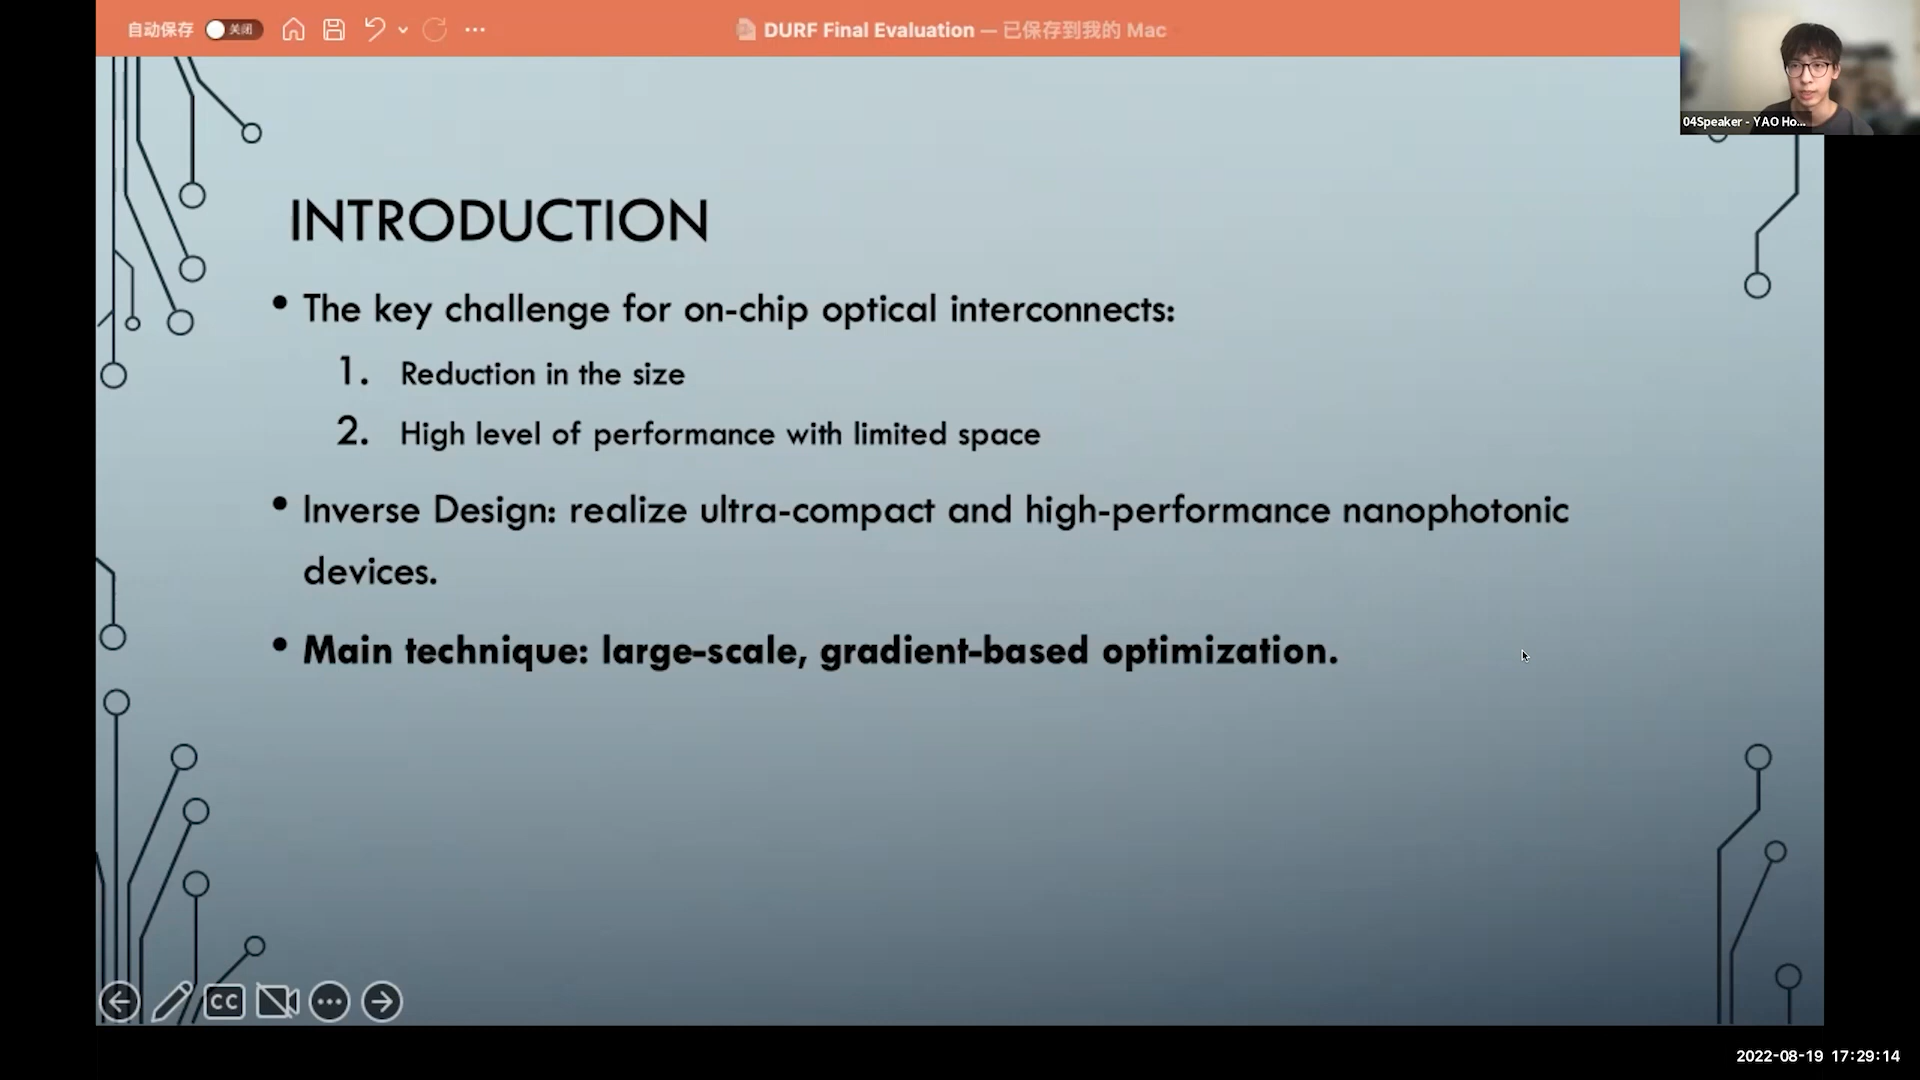 自动保存 关闭
DURF Final Evaluation — 已保存到我的 Mac
04Speaker - YAO Ho...
INTRODUCTION
• The key challenge for on-chip optical interconnects:
1. Reduction in the size
2. High level of performance with limited space
• Inverse Design: realize ultra-compact and high-performance nanophotonic
devices.
• Main technique: large-scale, gradient-based optimization.
CC
2022-08-19 17:29:14